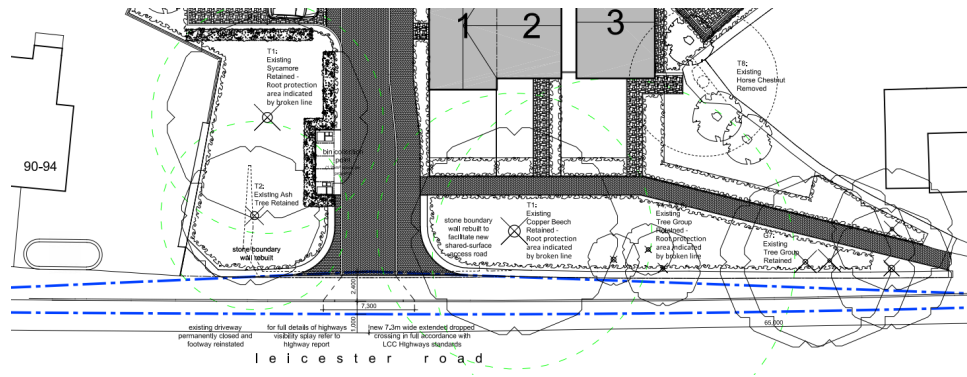 1
2
3
T1:
Existing
Sycamore
Retained -
Root protection
area indicated
by broken line
T8:
Existing
Horse Chestnut
Removed
90-94
bin collection
point
T2:
Existing Ash
Tree Retained
stone boundary
wall rebuilt
stone boundary
wall rebuilt to
facilitate new
shared-surface
access road
T1:
Existing
Copper Beech
Retained -
Root protection
area indicated
by broken line
Existing
Tree Group
Retained -
Root protection
area indicated
by broken line
G7:
Existing
Tree Group
Retained
2,400
7,300
1,000
65,000
existing driveway
permanently closed and
footway reinstated
for full details of highways
visibility splay refer to
highway report
new 7.3m wide extended dropped
crossing in full accordance with
LCC Highways standards
leicester road